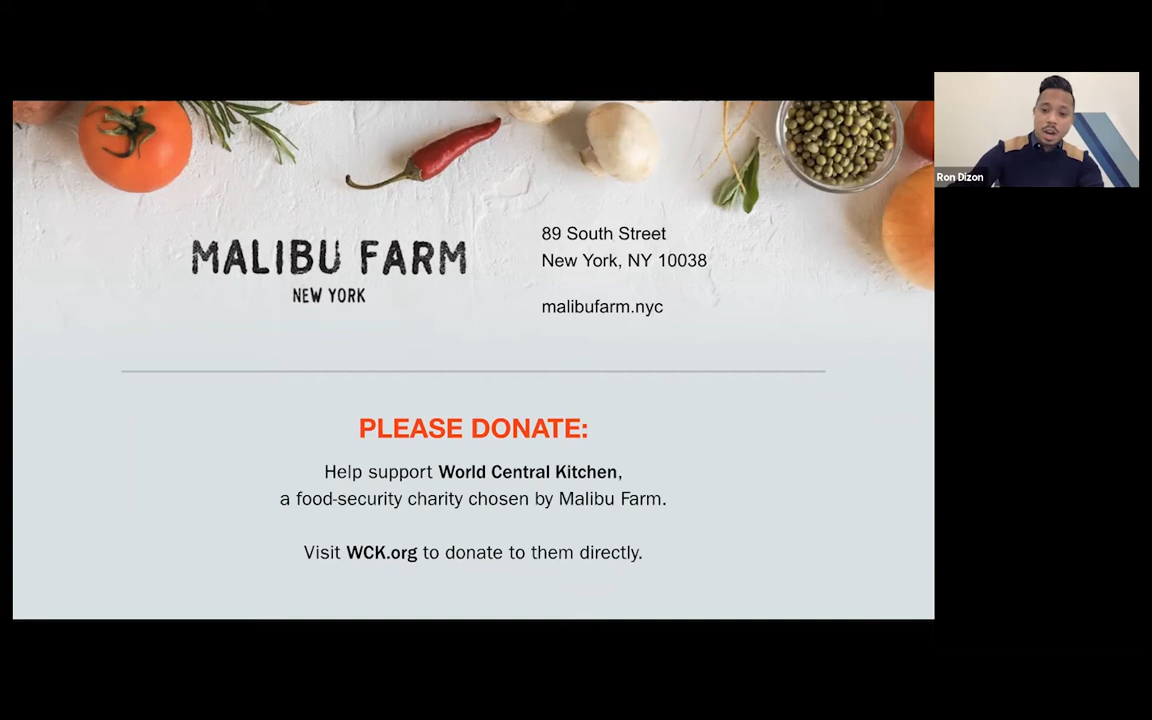 MALIBU FARM
NEW YORK
89 South Street
New York, NY 10038
malibufarm.nyc
PLEASE DONATE:
Help support World Central Kitchen,
a food-security charity chosen by Malibu Farm.
Visit WCK.org to donate to them directly.
Ron Dizon